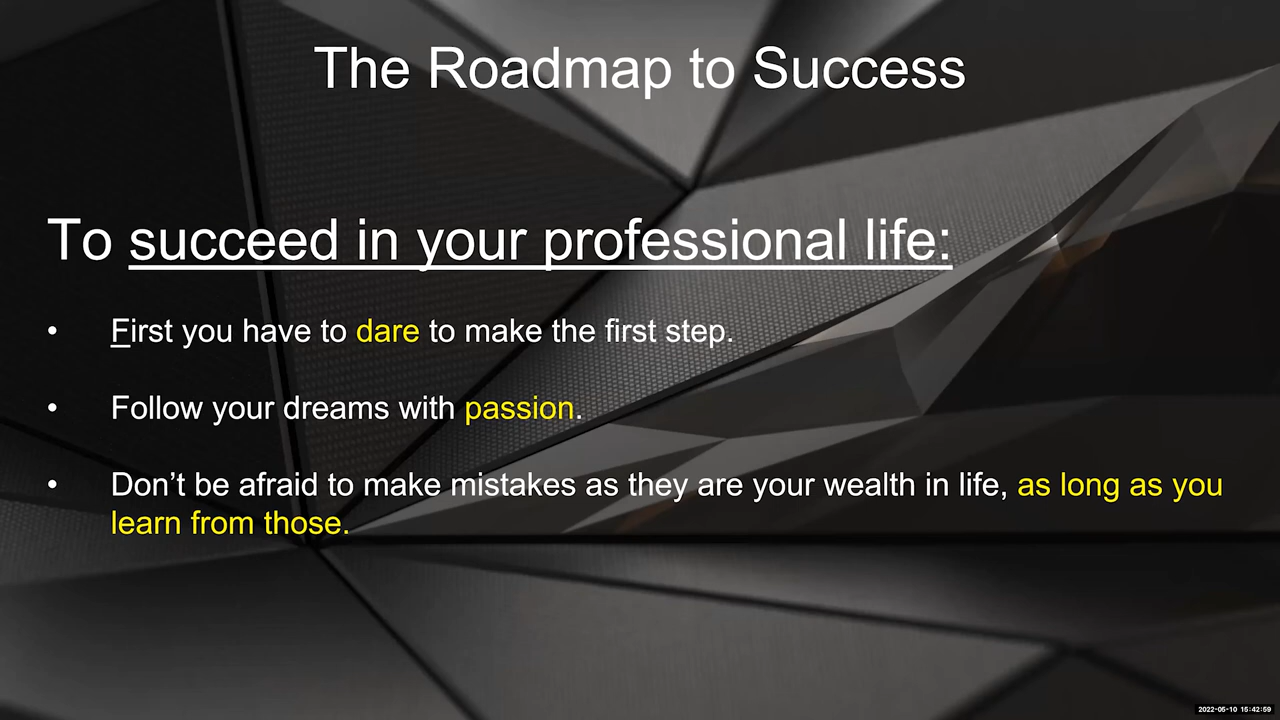 The Roadmap to Success
To succeed in your professional life:
• First you have to dare to make the first step.
• Follow your dreams with passion.
• Don’t be afraid to make mistakes as they are your wealth in life, as long as you
learn from those.
2022-05-10 15:42:59